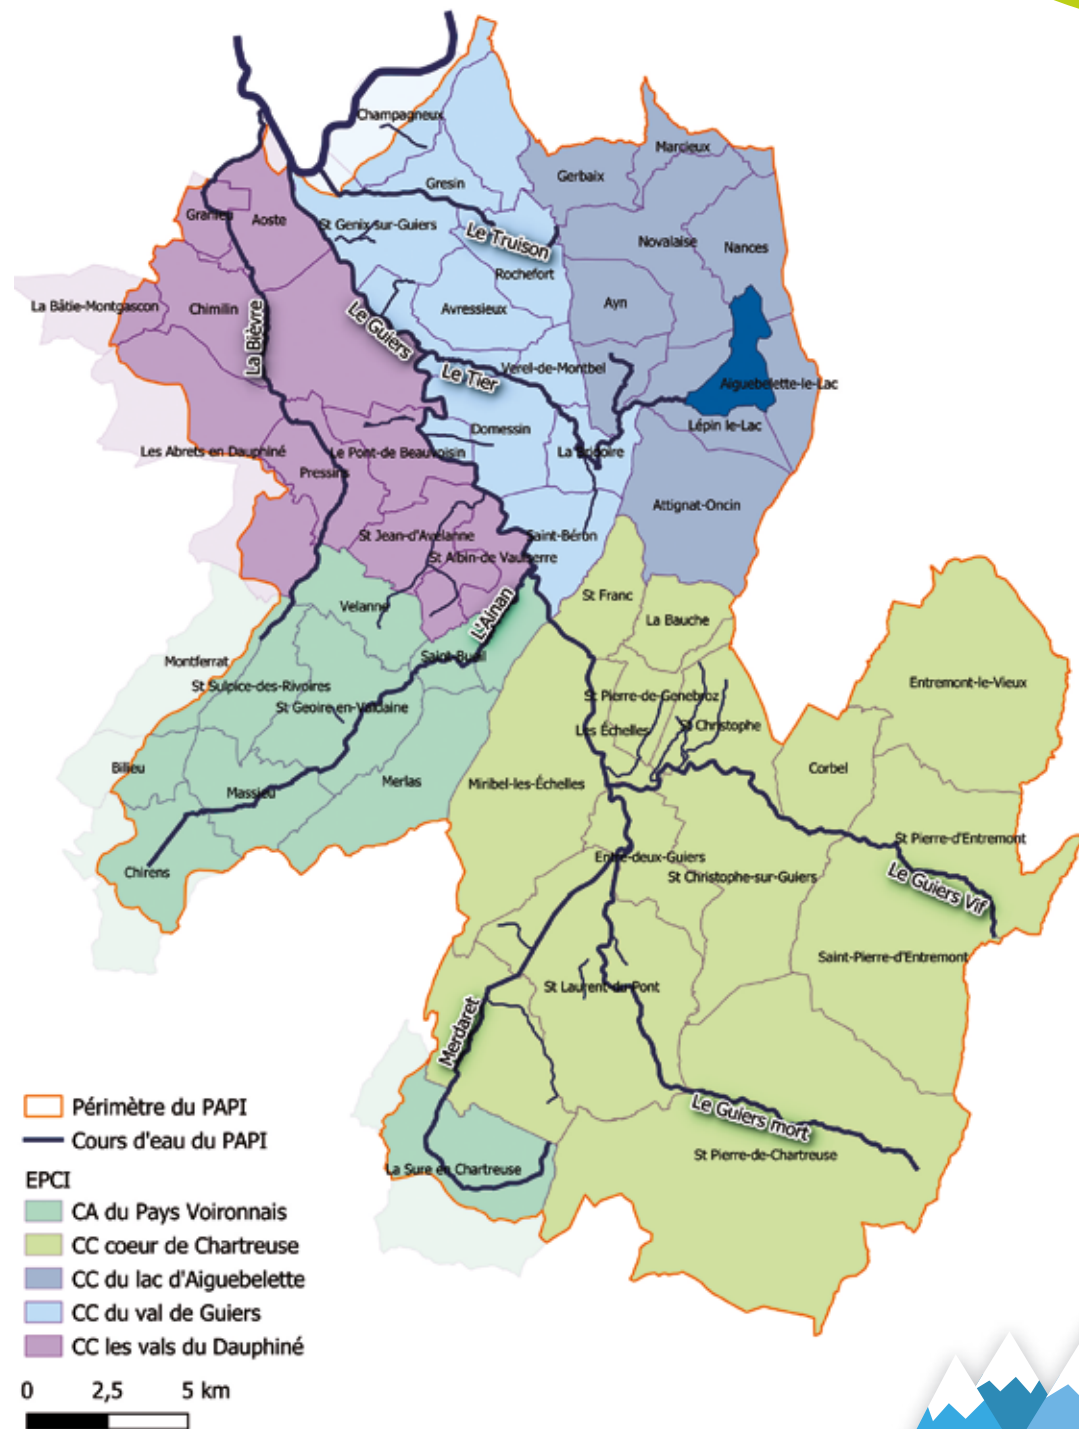 Champagneux
Marcieux
Gerbaix
Gresin
Granieu
Aoste
St Genix-sur-Guiers
Le Truison
Novalaise
Nances
Rochefort
La Bâtie-Montgascon
Chimilin
La Bièvre
Le Guiers
Avressieux
Ayn
Le Tier
Verel-de-Montbel
Aiguebelette-le-Lac
Lépin le-Lac
Domessin
Les Abrets en Dauphiné
Le Pont-de Beauvoisin
La Bridoire
Pressins
Attignat-Oncin
St Jean-d'Avelanne
Saint-Béron
St Albin-de Vaulserre
St Franc
Velanne
L'Ainan
La Bauche
Montferrat
Saint-Bueil
St Sulpice-des-Rivoires
St Geoire-en-Valdaine
St Pierre-de-Genebroz
Entremont-le-Vieux
Les Échelles
St Christophe
Bilieu
Massieu
Merlas
Miribel-les-Échelles
Corbel
Chirens
Entre-deux-Guiers
St Pierre-d'Entremont
St Christophe-sur-Guiers
Le Guiers Vif
Saint-Pierre-d'Entremont
St Laurent-du-Pont
Merdaret
Le Guiers mort
St Pierre-de-Chartreuse
La Sure en Chartreuse
Périmètre du PAPI
Cours d'eau du PAPI
EPCI
CA du Pays Voironnais
CC coeur de Chartreuse
CC du lac d'Aiguebelette
CC du val de Guiers
CC les vals du Dauphiné
0 2,5 5 km